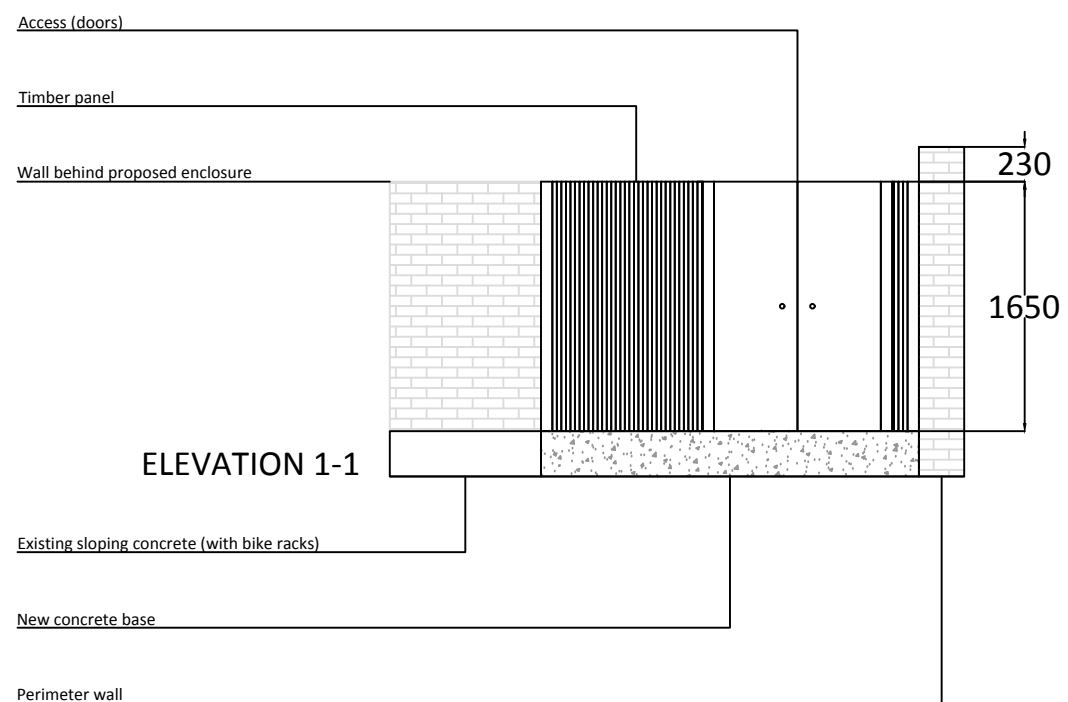 Access (doors)
Timber panel
Wall behind proposed enclosure
230
1650
ELEVATION 1-1
Existing sloping concrete (with bike racks)
New concrete base
Perimeter wall